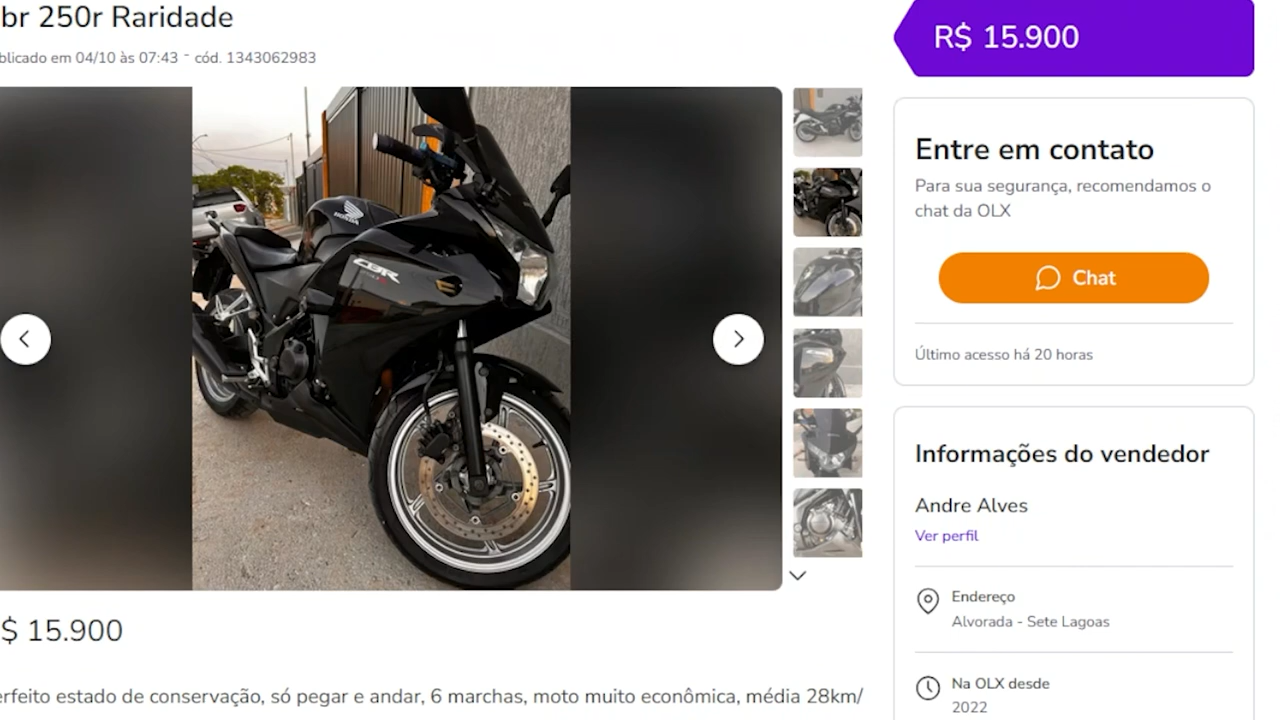 br 250r Raridade
blicado em 04/10 às 07:43 - cód. 1343062983
R$ 15.900
HONDA
CBR
Entre em contato
Para sua segurança, recomendamos o
chat da OLX
Chat
Último acesso há 20 horas
Informações do vendedor
Andre Alves
Ver perfil
Endereço
Alvorada - Sete Lagoas
Na OLX desde
2022
$ 15.900
erfeito estado de conservação, só pegar e andar, 6 marchas, moto muito econômica, média 28km/